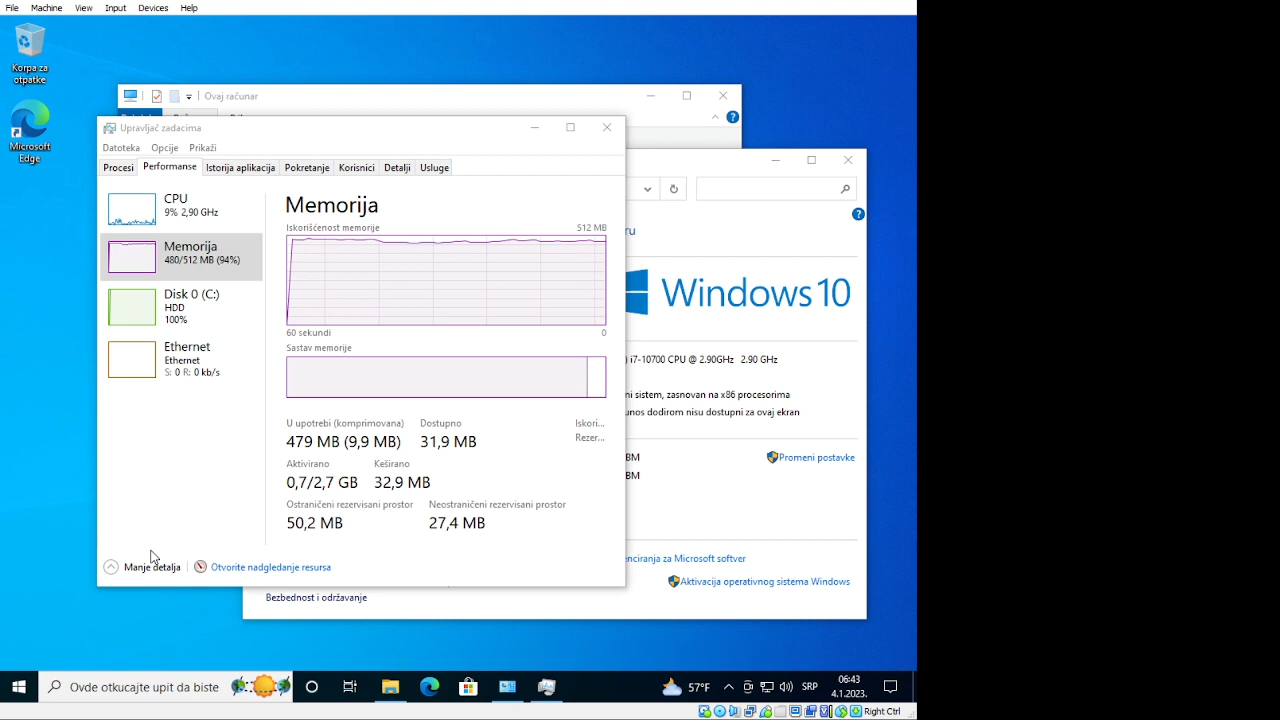 File Machine View Input Devices Help
Korpa za
otpatke
Microsoft
Edge
Ovaj računar
Upravljač zadacima
Datoteka Opcije Prikaži
Procesi Performanse Istorija aplikacija Pokretanje Korisnici Detalji Usluge
CPU
9% 2,90 GHz
Memorija
480/512 MB (94%)
Disk 0 (C:)
HDD
100%
Ethernet
Ethernet
S: 0 R: 0 kb/s
Memorija
Iskorišćenost memorije 512 MB
60 sekundi 0
Sastav memorije
U upotrebi (komprimovana) Dostupno Iskori...
Rezer...
479 MB (9,9 MB) 31,9 MB
Aktivirano Keširano
0,7/2,7 GB 32,9 MB
Ostraničeni rezervisani prostor Neostraničeni rezervisani prostor
50,2 MB 27,4 MB
Manje detalja Otvorite nadgledanje resursa
ru
Windows 10
) i7-10700 CPU @ 2.90GHz 2.90 GHz
ni sistem, zasnovan na x86 procesorima
unos dodirom nisu dostupni za ovaj ekran
BM Promeni postavke
BM
enciranja za Microsoft softver
Aktivacija operativnog sistema Windows
Bezbednost i održavanje
Ovde otkucajte upit da biste
57°F SRP 06:43
4.1.2023.
Right Ctrl